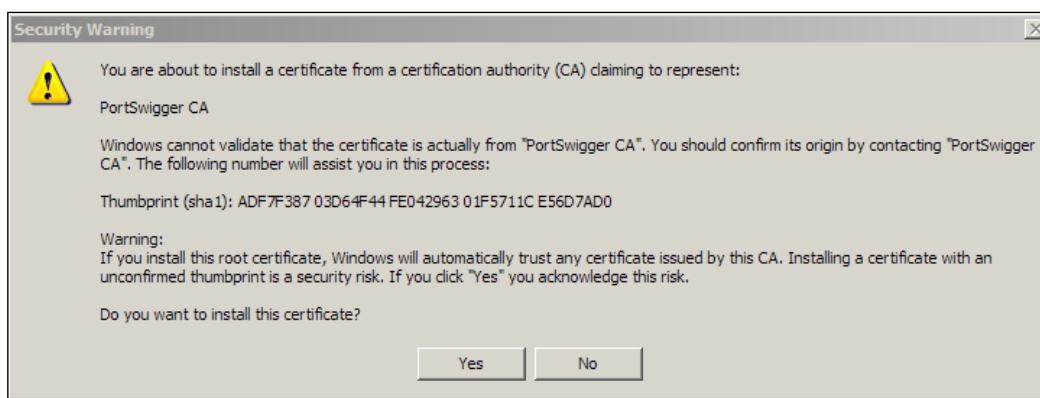 Security Warning
You are about to install a certificate from a certification authority (CA) claiming to represent:
PortSwigger CA
Windows cannot validate that the certificate is actually from "PortSwigger CA". You should confirm its origin by contacting "PortSwigger
CA". The following number will assist you in this process:
Thumbprint (sha1): ADF7F387 03D64F44 FE042963 01F5711C E56D7AD0
Warning:
If you install this root certificate, Windows will automatically trust any certificate issued by this CA. Installing a certificate with an
unconfirmed thumbprint is a security risk. If you click "Yes" you acknowledge this risk.
Do you want to install this certificate?
Yes No